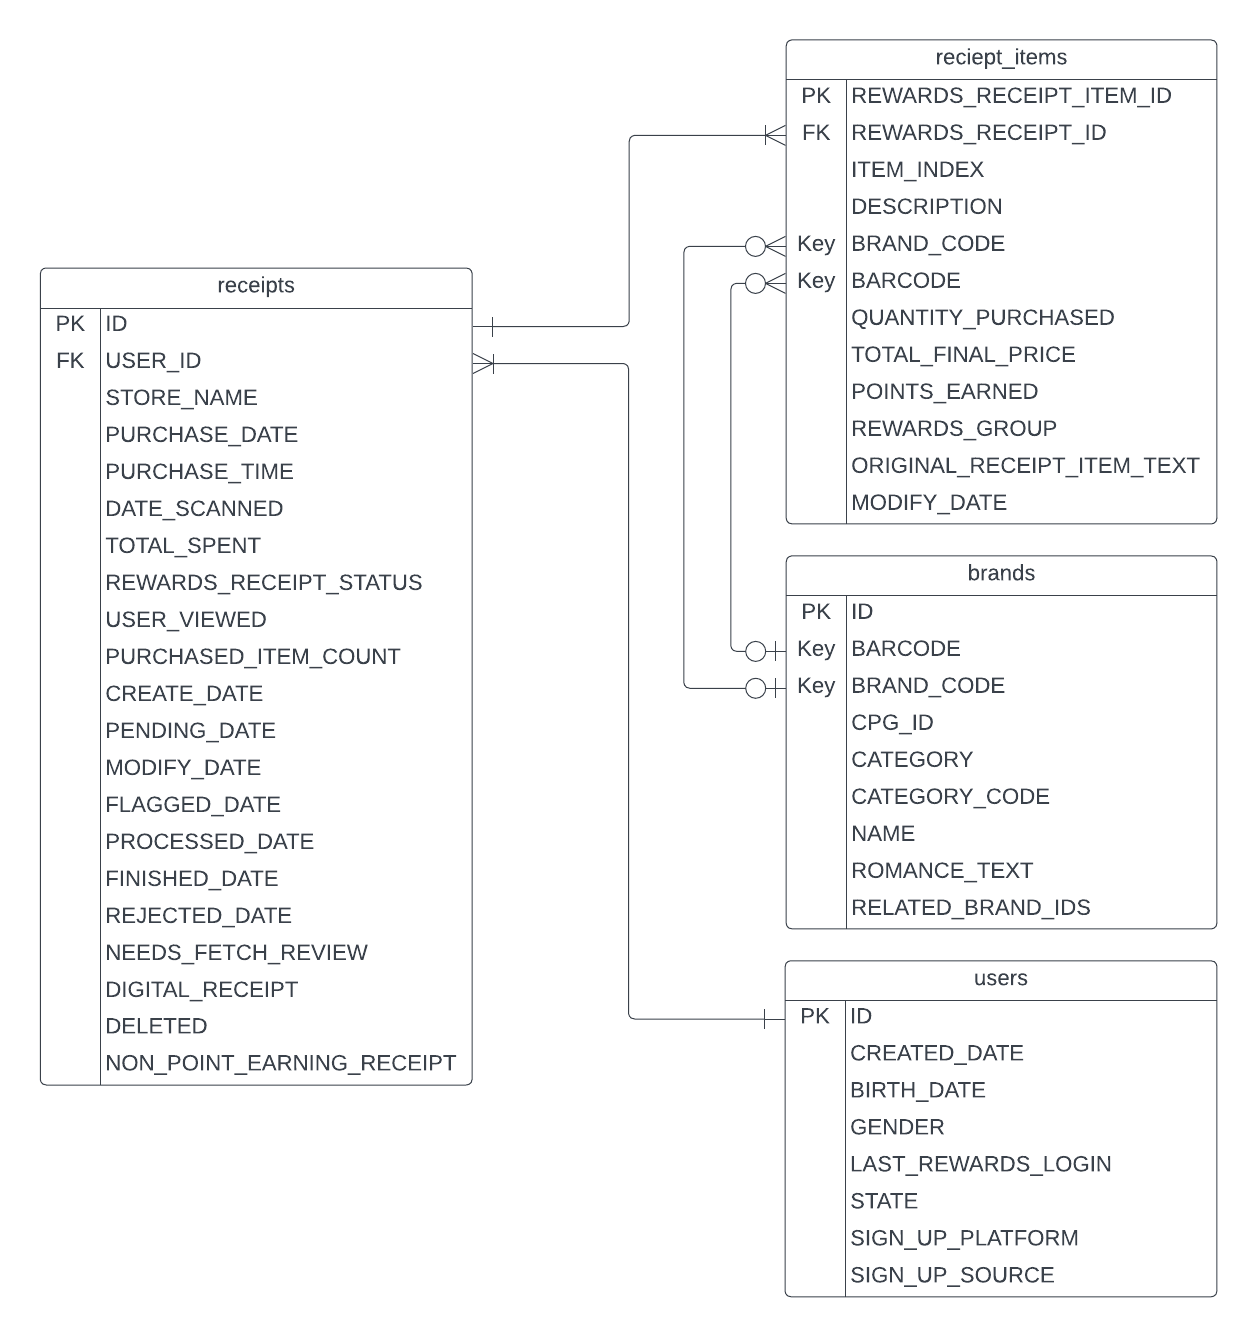 reciept_items
PK REWARDS_RECEIPT_ITEM_ID
FK REWARDS_RECEIPT_ID
ITEM_INDEX
DESCRIPTION
Key BRAND_CODE
Key BARCODE
QUANTITY_PURCHASED
TOTAL_FINAL_PRICE
POINTS_EARNED
REWARDS_GROUP
ORIGINAL_RECEIPT_ITEM_TEXT
MODIFY_DATE
receipts
PK ID
FK USER_ID
STORE_NAME
PURCHASE_DATE
PURCHASE_TIME
DATE_SCANNED
TOTAL_SPENT
REWARDS_RECEIPT_STATUS
USER_VIEWED
PURCHASED_ITEM_COUNT
CREATE_DATE
PENDING_DATE
MODIFY_DATE
FLAGGED_DATE
PROCESSED_DATE
FINISHED_DATE
REJECTED_DATE
NEEDS_FETCH_REVIEW
DIGITAL_RECEIPT
DELETED
NON_POINT_EARNING_RECEIPT
brands
PK ID
Key BARCODE
Key BRAND_CODE
CPG_ID
CATEGORY
CATEGORY_CODE
NAME
ROMANCE_TEXT
RELATED_BRAND_IDS
users
PK ID
CREATED_DATE
BIRTH_DATE
GENDER
LAST_REWARDS_LOGIN
STATE
SIGN_UP_PLATFORM
SIGN_UP_SOURCE